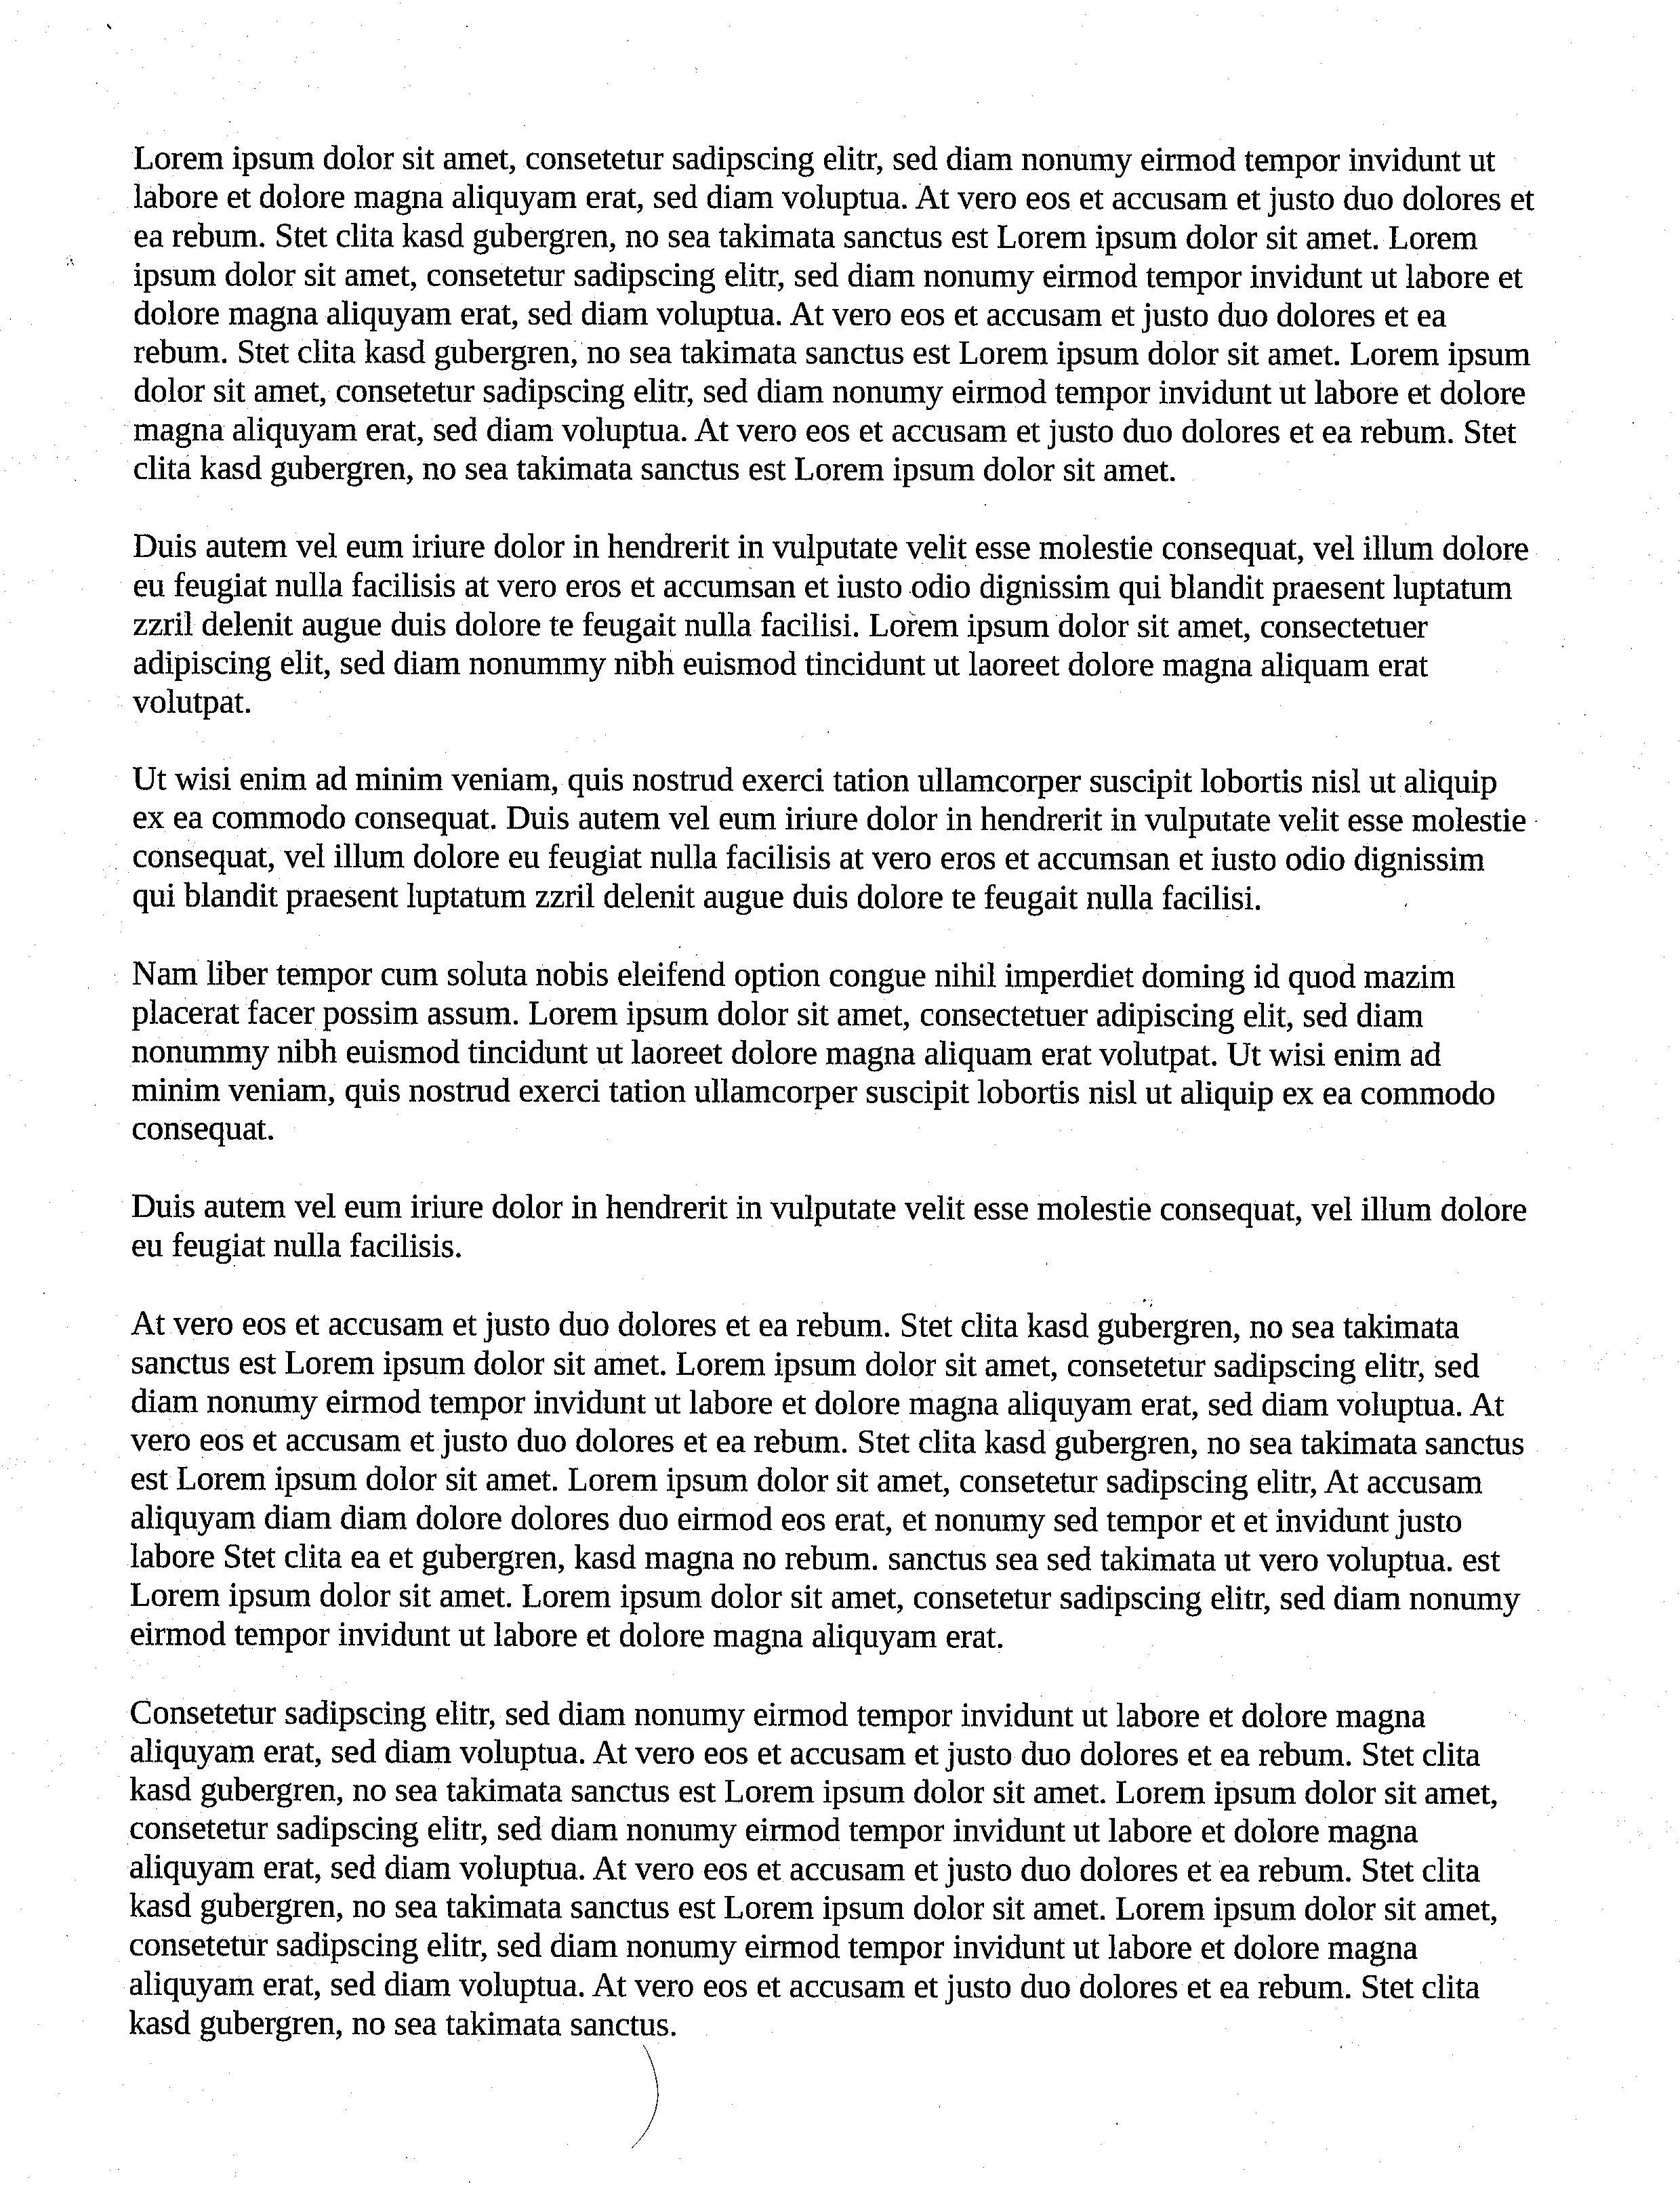 Lorem ipsum dolor sit amet, consetetur sadipscing elitr, sed diam nonumy eirmod tempor invidunt ut
labore et dolore magna aliquyam erat, sed diam voluptua. At vero eos et accusam et justo duo dolores et
ea rebum. Stet clita kasd gubergren, no sea takimata sanctus est Lorem ipsum dolor sit amet. Lorem
ipsum dolor sit amet, consetetur sadipscing elitr, sed diam nonumy eirmod tempor invidunt ut labore et
dolore magna aliquyam erat, sed diam voluptua. At vero eos et accusam et justo duo dolores et ea
rebum. Stet clita kasd gubergren, no sea takimata sanctus est Lorem ipsum dolor sit amet. Lorem ipsum
dolor sit amet, consetetur sadipscing elitr, sed diam nonumy eirmod tempor invidunt ut labore et dolore
magna aliquyam erat, sed diam voluptua. At vero eos et accusam et justo duo dolores et ea rebum. Stet
clita kasd gubergren, no sea takimata sanctus est Lorem ipsum dolor sit amet.

Duis autem vel eum iriure dolor in hendrerit in vulputate velit esse molestie consequat, vel illum dolore
eu feugiat nulla facilisis at vero eros et accumsan et iusto odio dignissim qui blandit praesent luptatum
zzril delenit augue duis dolore te feugait nulla facilisi. Lorem ipsum dolor sit amet, consectetuer
adipiscing elit, sed diam nonummy nibh euismod tincidunt ut laoreet dolore magna aliquam erat
volutpat.

Ut wisi enim ad minim veniam, quis nostrud exerci tation ullamcorper suscipit lobortis nisl ut aliquip
ex ea commodo consequat. Duis autem vel eum iriure dolor in hendrerit in vulputate velit esse molestie
consequat, vel illum dolore eu feugiat nulla facilisis at vero eros et accumsan et iusto odio dignissim
qui blandit praesent luptatum zzril delenit augue duis dolore te feugait nulla facilisi.

Nam liber tempor cum soluta nobis eleifend option congue nihil imperdiet doming id quod mazim
placerat facer possim assum. Lorem ipsum dolor sit amet, consectetuer adipiscing elit, sed diam
nonummy nibh euismod tincidunt ut laoreet dolore magna aliquam erat volutpat. Ut wisi enim ad
minim veniam, quis nostrud exerci tation ullamcorper suscipit lobortis nisl ut aliquip ex ea commodo
consequat.

Duis autem vel eum iriure dolor in hendrerit in vulputate velit esse molestie consequat, vel illum dolore
eu feugiat nulla facilisis.

At vero eos et accusam et justo duo dolores et ea rebum. Stet clita kasd gubergren, no sea takimata
sanctus est Lorem ipsum dolor sit amet. Lorem ipsum dolor sit amet, consetetur sadipscing elitr, sed
diam nonumy eirmod tempor invidunt ut labore et dolore magna aliquyam erat, sed diam voluptua. At
vero eos et accusam et justo duo dolores et ea rebum. Stet clita kasd gubergren, no sea takimata sanctus
est Lorem ipsum dolor sit amet. Lorem ipsum dolor sit amet, consetetur sadipscing elitr, At accusam
aliquyam diam diam dolore dolores duo eirmod eos erat, et nonumy sed tempor et et invidunt justo
labore Stet clita ea et gubergren, kasd magna no rebum. sanctus sea sed takimata ut vero voluptua. est
Lorem ipsum dolor sit amet. Lorem ipsum dolor sit amet, consetetur sadipscing elitr, sed diam nonumy
eirmod tempor invidunt ut labore et dolore magna aliquyam erat.

Consetetur sadipscing elitr, sed diam nonumy eirmod tempor invidunt ut labore et dolore magna
aliquyam erat, sed diam voluptua. At vero eos et accusam et justo duo dolores et ea rebum. Stet clita
kasd gubergren, no sea takimata sanctus est Lorem ipsum dolor sit amet. Lorem ipsum dolor sit amet,
consetetur sadipscing elitr, sed diam nonumy eirmod tempor invidunt ut labore et dolore magna
aliquyam erat, sed diam voluptua. At vero eos et accusam et justo duo dolores et ea rebum. Stet clita
kasd gubergren, no sea takimata sanctus est Lorem ipsum dolor sit amet. Lorem ipsum dolor sit amet,
consetetur sadipscing elitr, sed diam nonumy eirmod tempor invidunt ut labore et dolore magna
aliquyam erat, sed diam voluptua. At vero eos et accusam et justo duo dolores et ea rebum. Stet clita
kasd gubergren, no sea takimata sanctus.